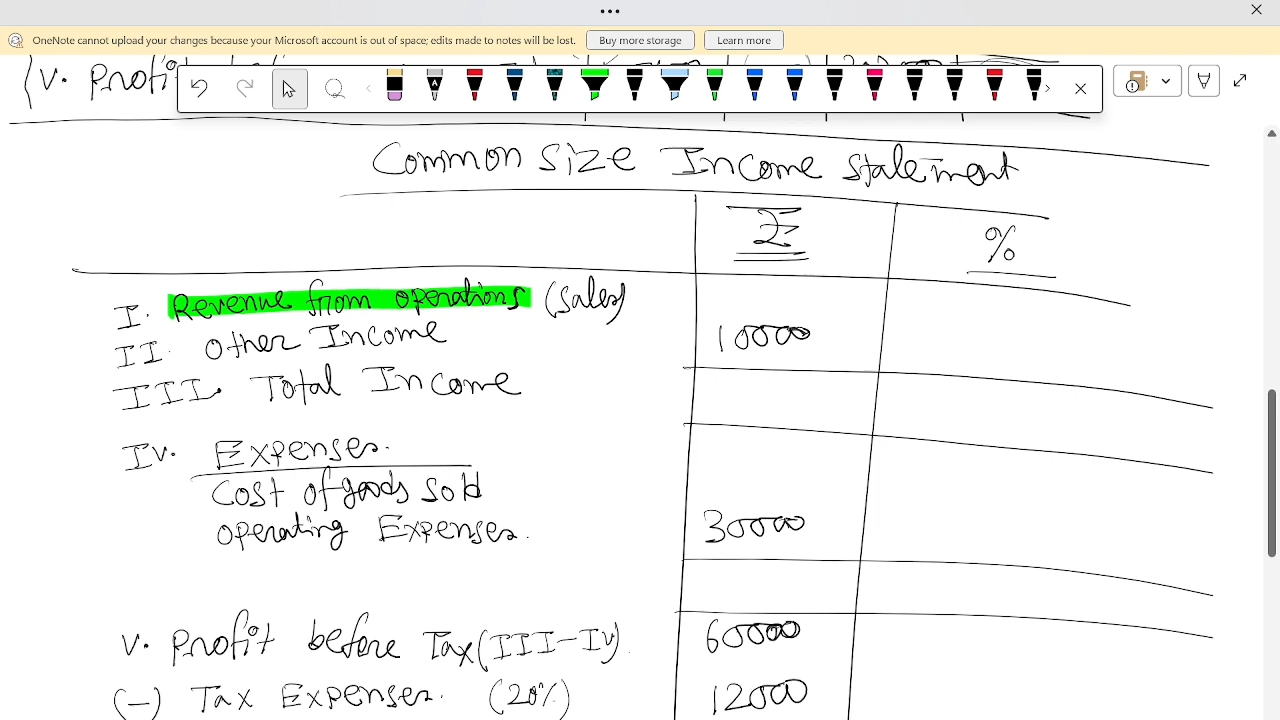 OneNote cannot upload your changes because your Microsoft account is out of space; edits made to notes will be lost. Buy more storage Learn more
V. Profit
Common Size Income Statement
₹ %
I. Revenue from operations (Sales)
II. Other Income 10000
III. Total Income
IV. Expenses.
Cost of goods sold
operating Expenses. 30000
V. Profit before Tax (III-IV) 60000
(-) Tax Expenses. (20%) 12000